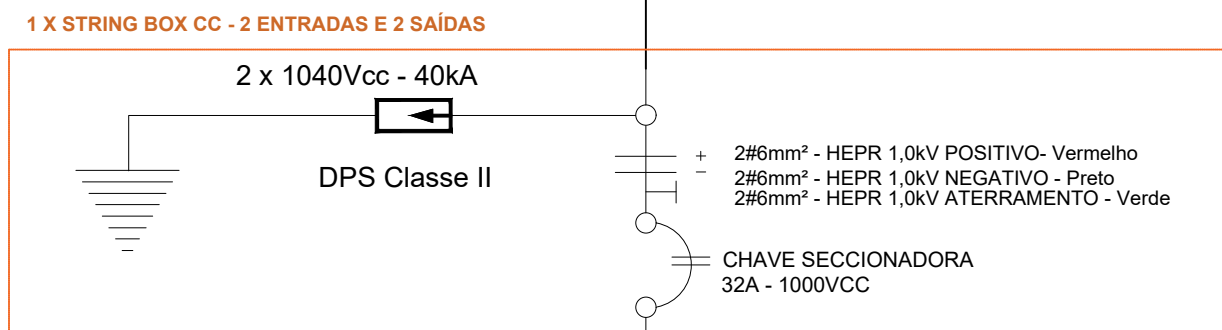 1 X STRING BOX CC - 2 ENTRADAS E 2 SAÍDAS
2 x 1040Vcc - 40kA
DPS Classe II
+ 2#6mm² - HEPR 1,0kV POSITIVO- Vermelho
− 2#6mm² - HEPR 1,0kV NEGATIVO - Preto
2#6mm² - HEPR 1,0kV ATERRAMENTO - Verde
CHAVE SECCIONADORA
32A - 1000VCC